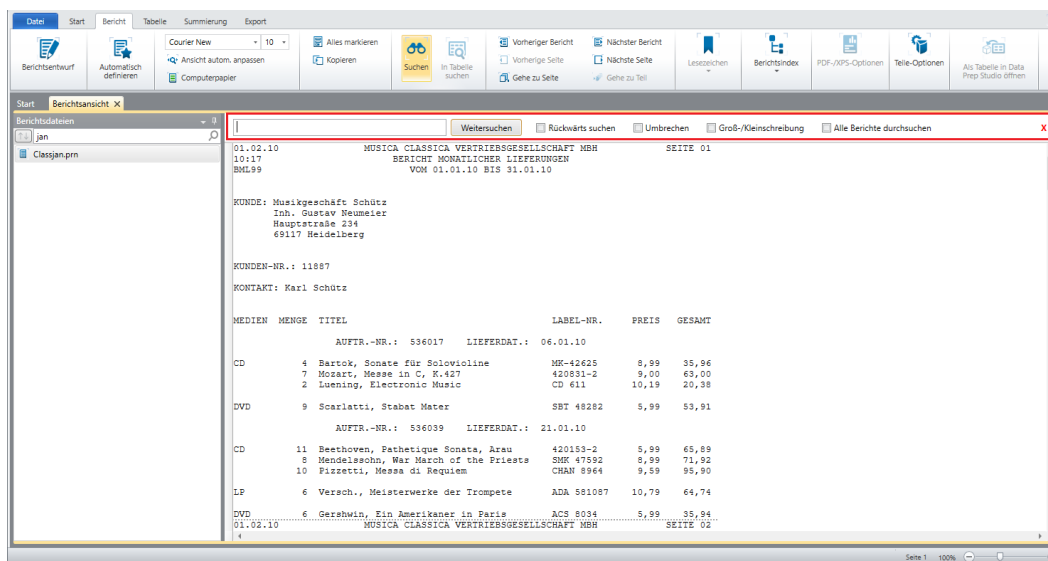 Datei Start Bericht Tabelle Summierung Export
Berichtsentwurf
Automatisch definieren
Courier New 10
Ansicht autom. anpassen
Computerpapier
Alles markieren
Kopieren
Suchen
In Tabelle suchen
Vorheriger Bericht
Vorherige Seite
Gehe zu Seite
Nächster Bericht
Nächste Seite
Gehe zu Teil
Lesezeichen
Berichtsindex
PDF-/XPS-Optionen
Teile-Optionen
Als Tabelle in Data Prep Studio öffnen
Start Berichtsansicht X
Berichtsdateien
jan
Classjan.prn
Weitersuchen Rückwärts suchen Umbrechen Groß-/Kleinschreibung Alle Berichte durchsuchen X
01.02.10 MUSICA CLASSICA VERTRIEBSGESELLSCHAFT MBH SEITE 01
10:17 BERICHT MONATLICHER LIEFERUNGEN
BML99 VOM 01.01.10 BIS 31.01.10
KUNDE: Musikgeschäft Schütz
Inh. Gustav Neumeier
Hauptstraße 234
69117 Heidelberg
KUNDEN-NR.: 11887
KONTAKT: Karl Schütz
MEDIEN MENGE TITEL LABEL-NR. PREIS GESAMT
AUFTR.-NR.: 536017 LIEFERDAT.: 06.01.10
CD 4 Bartok, Sonate für Solovioline MK-42625 8,99 35,96
7 Mozart, Messe in C, K.427 420831-2 9,00 63,00
2 Luening, Electronic Music CD 611 10,19 20,38
DVD 9 Scarlatti, Stabat Mater SBT 48282 5,99 53,91
AUFTR.-NR.: 536039 LIEFERDAT.: 21.01.10
CD 11 Beethoven, Pathetique Sonata, Arau 420153-2 5,99 65,89
8 Mendelssohn, War March of the Priests SMK 47592 8,99 71,92
10 Pizzetti, Messa di Requiem CHAN 8964 9,59 95,90
LP 6 Versch., Meisterwerke der Trompete ADA 581087 10,79 64,74
DVD 6 Gershwin, Ein Amerikaner in Paris ACS 8034 5,99 35,94
01.02.10 MUSICA CLASSICA VERTRIEBSGESELLSCHAFT MBH SEITE 02
Seite 1 100%